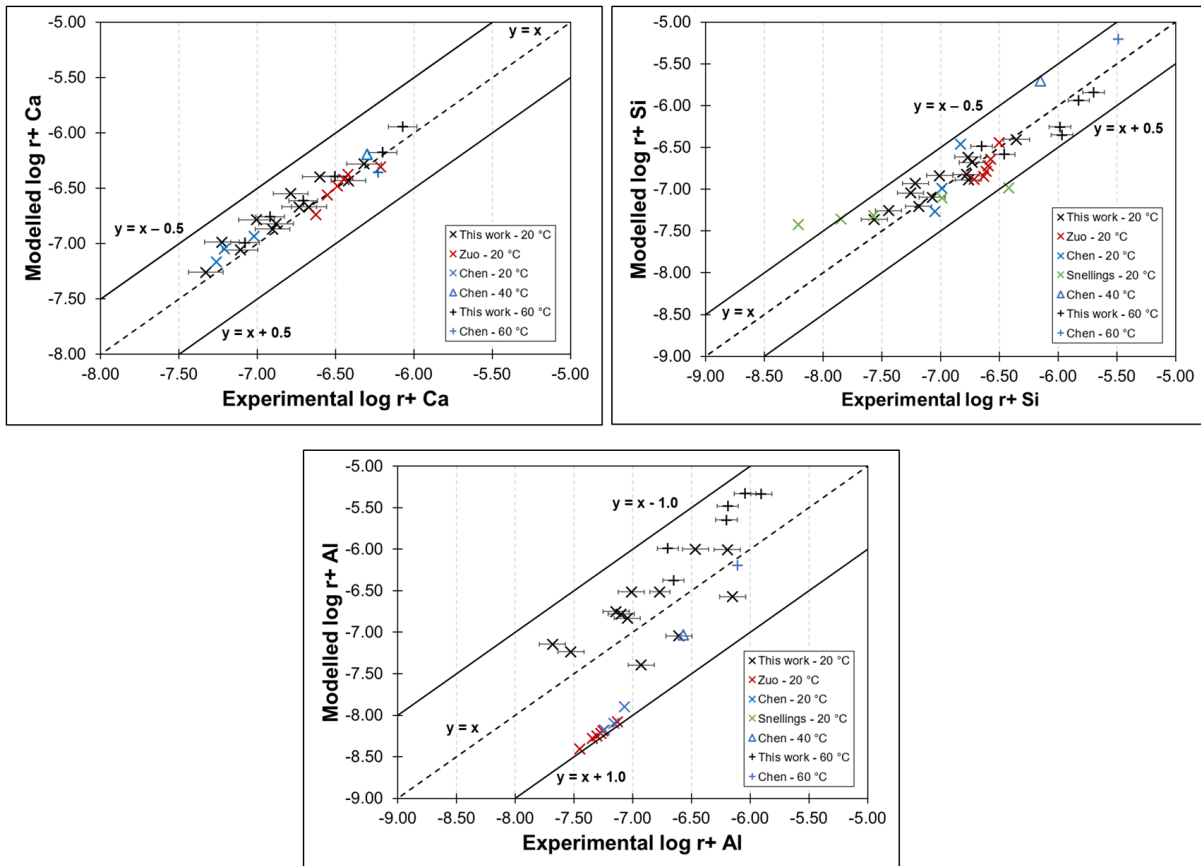 -5.00
-5.50
-6.00
-6.50
-7.00
-7.50
-8.00
Modelled log r+ Ca
y = x
y = x – 0.5
y = x + 0.5
This work - 20 °C
Zuo - 20 °C
Chen - 20 °C
Chen - 40 °C
This work - 60 °C
Chen - 60 °C
-8.00 -7.50 -7.00 -6.50 -6.00 -5.50 -5.00
Experimental log r+ Ca
-5.00
-5.50
-6.00
-6.50
-7.00
-7.50
-8.00
-8.50
-9.00
Modelled log r+ Si
y = x – 0.5
y = x + 0.5
y = x
This work - 20 °C
Zuo - 20 °C
Chen - 20 °C
Snellings - 20 °C
Chen - 40 °C
This work - 60 °C
Chen - 60 °C
-9.00 -8.50 -8.00 -7.50 -7.00 -6.50 -6.00 -5.50 -5.00
Experimental log r+ Si
-5.00
-5.50
-6.00
-6.50
-7.00
-7.50
-8.00
-8.50
-9.00
Modelled log r+ Al
y = x - 1.0
y = x
y = x + 1.0
This work - 20 °C
Zuo - 20 °C
Chen - 20 °C
Snellings - 20 °C
Chen - 40 °C
This work - 60 °C
Chen - 60 °C
-9.00 -8.50 -8.00 -7.50 -7.00 -6.50 -6.00 -5.50 -5.00
Experimental log r+ Al